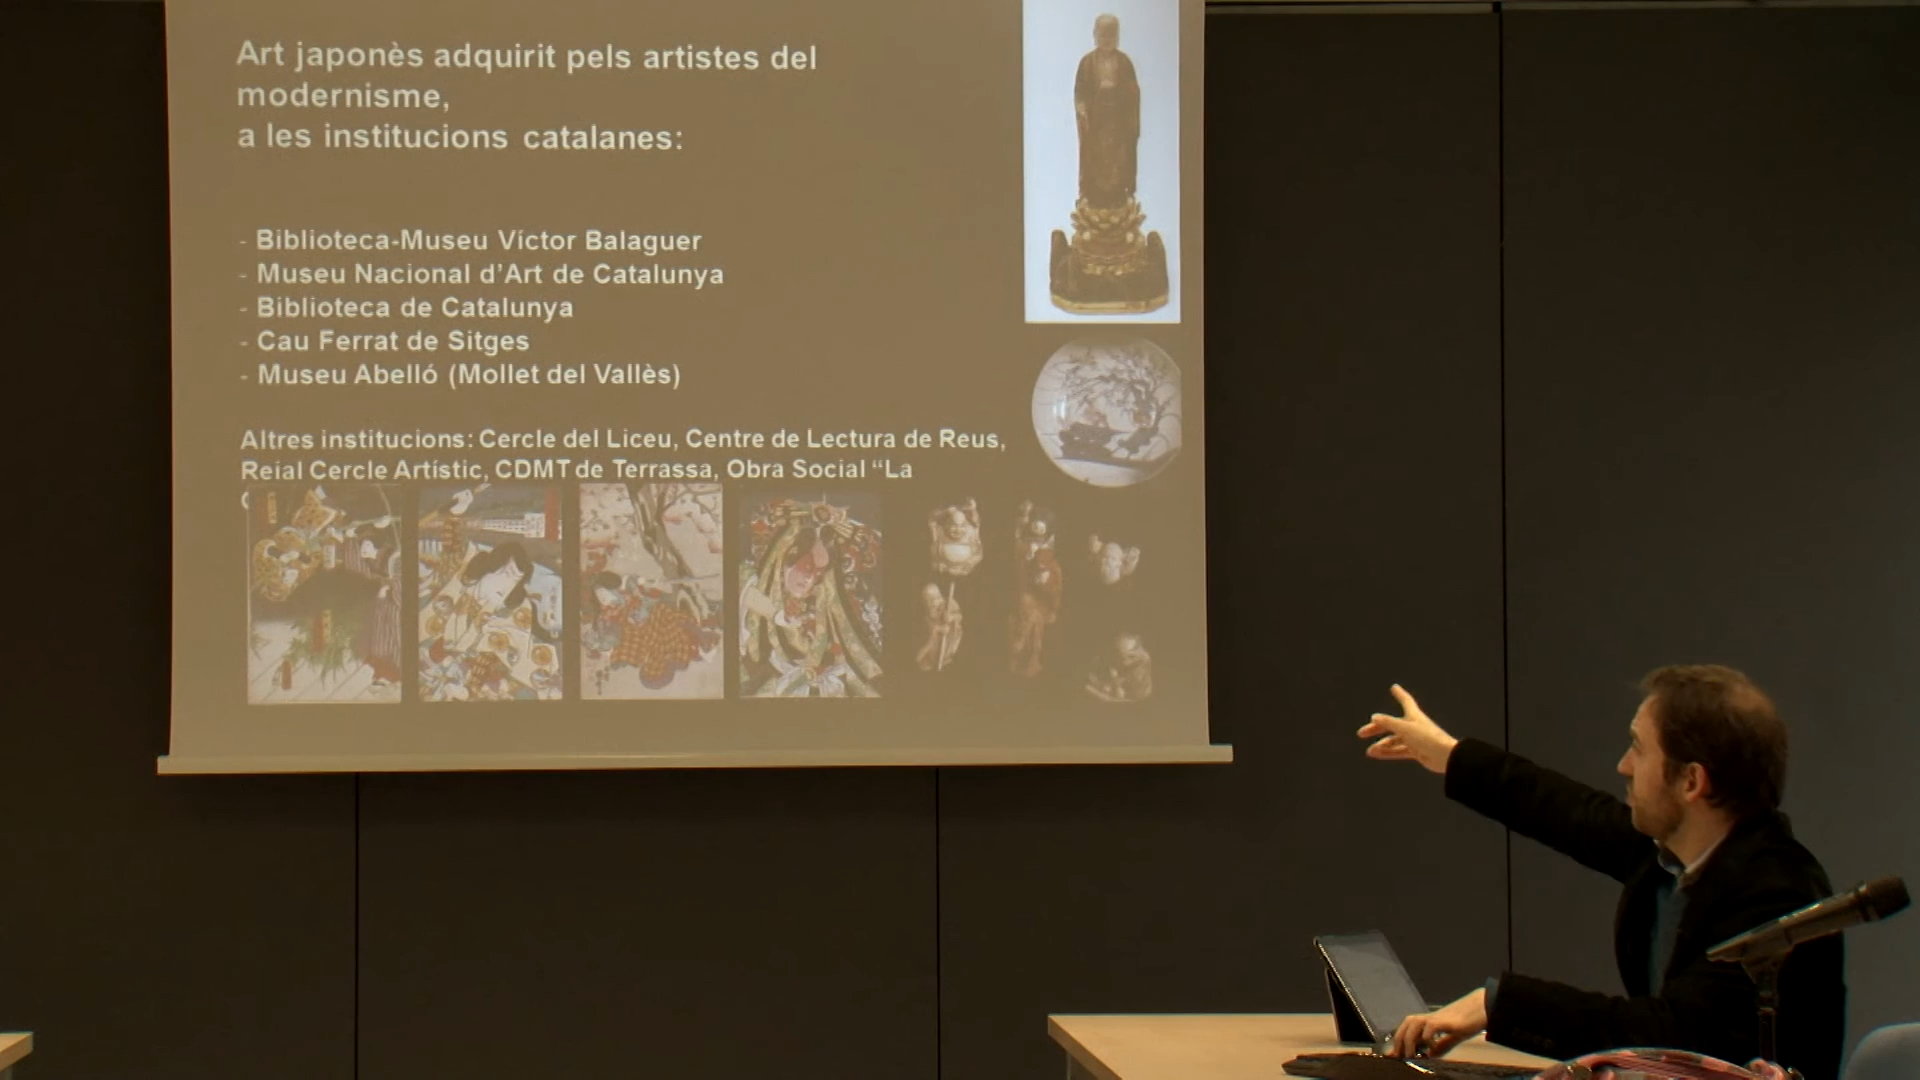 Art japonès adquirit pels artistes del
modernisme,
a les institucions catalanes:
- Biblioteca-Museu Víctor Balaguer
- Museu Nacional d'Art de Catalunya
- Biblioteca de Catalunya
- Cau Ferrat de Sitges
- Museu Abelló (Mollet del Vallès)
Altres institucions: Cercle del Liceu, Centre de Lectura de Reus,
Reial Cercle Artístic, CDMT de Terrassa, Obra Social “La